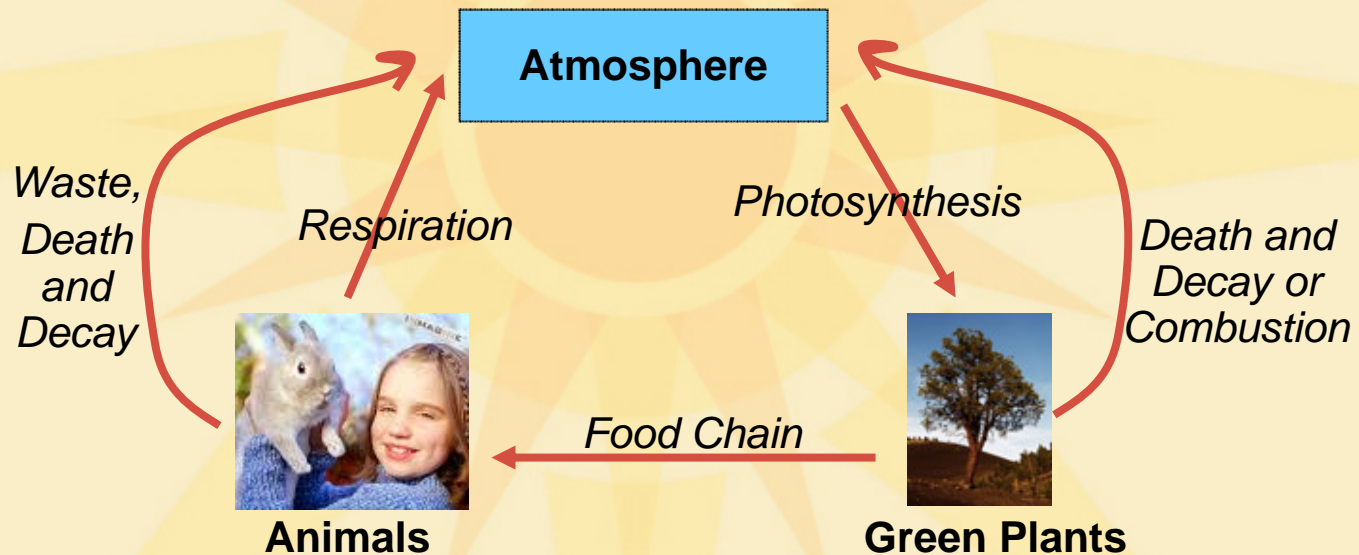 Atmosphere
Waste,
Death
and
Decay
Respiration
Photosynthesis
Death and
Decay or
Combustion
Food Chain
Animals
Green Plants